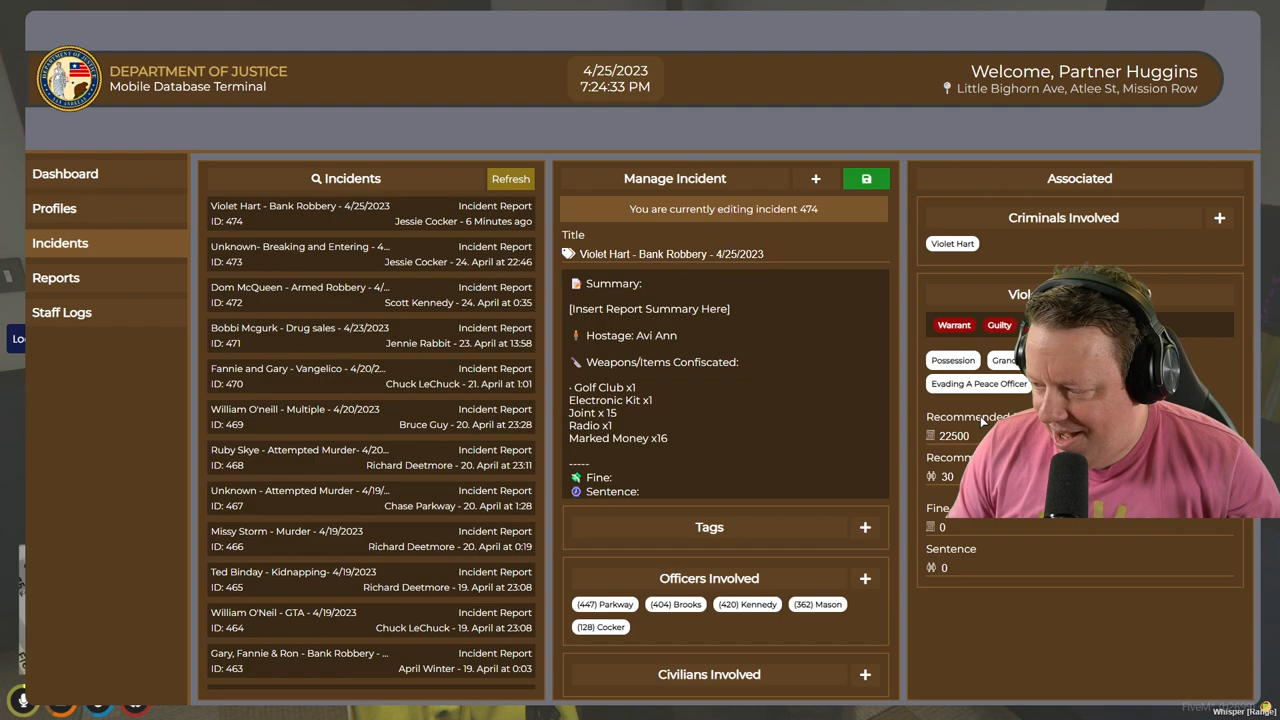 DEPARTMENT OF JUSTICE
Mobile Database Terminal
4/25/2023
7:24:33 PM
Welcome, Partner Huggins
Little Bighorn Ave, Atlee St, Mission Row
Dashboard
Profiles
Incidents
Reports
Staff Logs
Incidents
Refresh
Violet Hart - Bank Robbery - 4/25/2023 Incident Report
ID: 474 Jessie Cocker - 6 Minutes ago
Unknown- Breaking and Entering - 4... Incident Report
ID: 473 Jessie Cocker - 24. April at 22:46
Dom McQueen - Armed Robbery - 4/... Incident Report
ID: 472 Scott Kennedy - 24. April at 0:35
Bobbi Mcgurk - Drug sales - 4/23/2023 Incident Report
ID: 471 Jennie Rabbit - 23. April at 13:58
Fannie and Gary - Vangelico - 4/20/2... Incident Report
ID: 470 Chuck LeChuck - 21. April at 1:01
William O'neill - Multiple - 4/20/2023 Incident Report
ID: 469 Bruce Guy - 20. April at 23:28
Ruby Skye - Attempted Murder- 4/20... Incident Report
ID: 468 Richard Deetmore - 20. April at 23:11
Unknown - Attempted Murder - 4/19/... Incident Report
ID: 467 Chase Parkway - 20. April at 1:28
Missy Storm - Murder - 4/19/2023 Incident Report
ID: 466 Richard Deetmore - 20. April at 0:19
Ted Binday - Kidnapping- 4/19/2023 Incident Report
ID: 465 Richard Deetmore - 19. April at 23:08
William O'Neil - GTA - 4/19/2023 Incident Report
ID: 464 Chuck LeChuck - 19. April at 23:08
Gary, Fannie & Ron - Bank Robbery - ... Incident Report
ID: 463 April Winter - 19. April at 0:03
Manage Incident
You are currently editing incident 474
Title
Violet Hart - Bank Robbery - 4/25/2023
Summary:
[Insert Report Summary Here]
Hostage: Avi Ann
Weapons/Items Confiscated:
· Golf Club x1
Electronic Kit x1
Joint x 15
Radio x1
Marked Money x16
-----
Fine:
Sentence:
Tags
Officers Involved
(447) Parkway (404) Brooks (420) Kennedy (362) Mason
(128) Cocker
Civilians Involved
Associated
Criminals Involved
Violet Hart
Warrant Guilty
Possession
Evading A Peace Officer
Recommended
22500
30
Fine
0
Sentence
0
Whisper [Range]